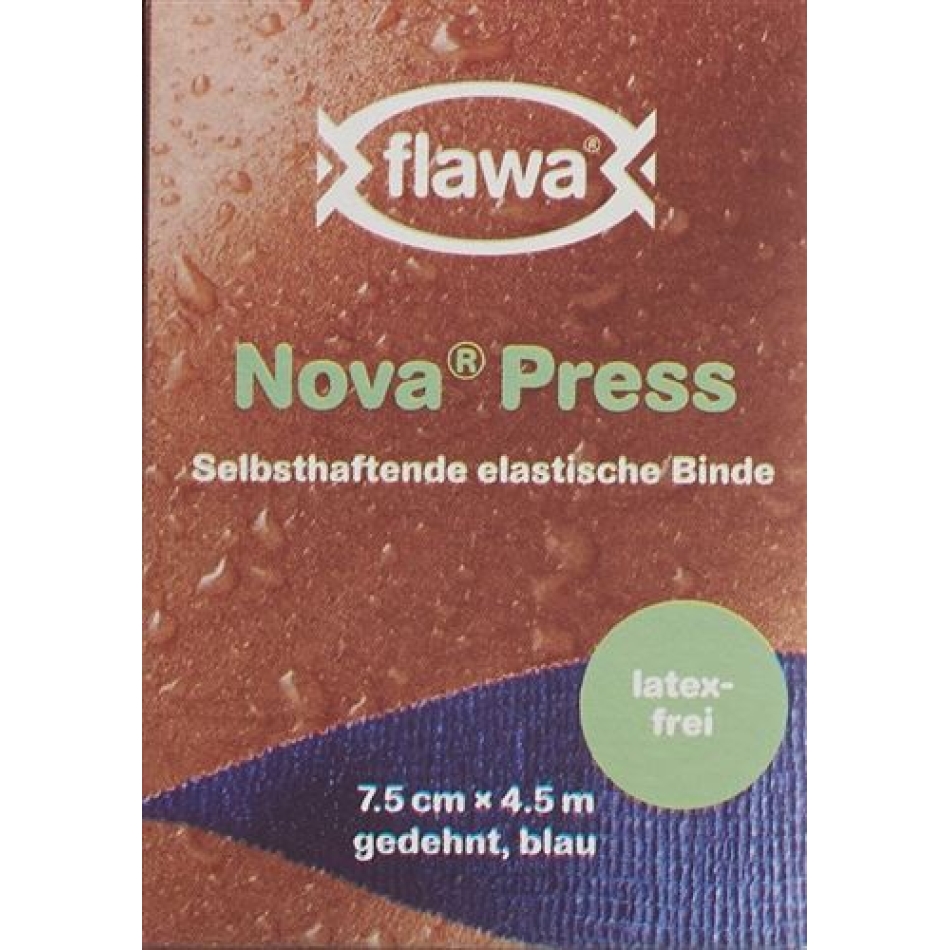 flawa®
Nova® Press
Selbsthaftende elastische Binde
latex-
frei
7.5 cm × 4.5 m
gedehnt, blau